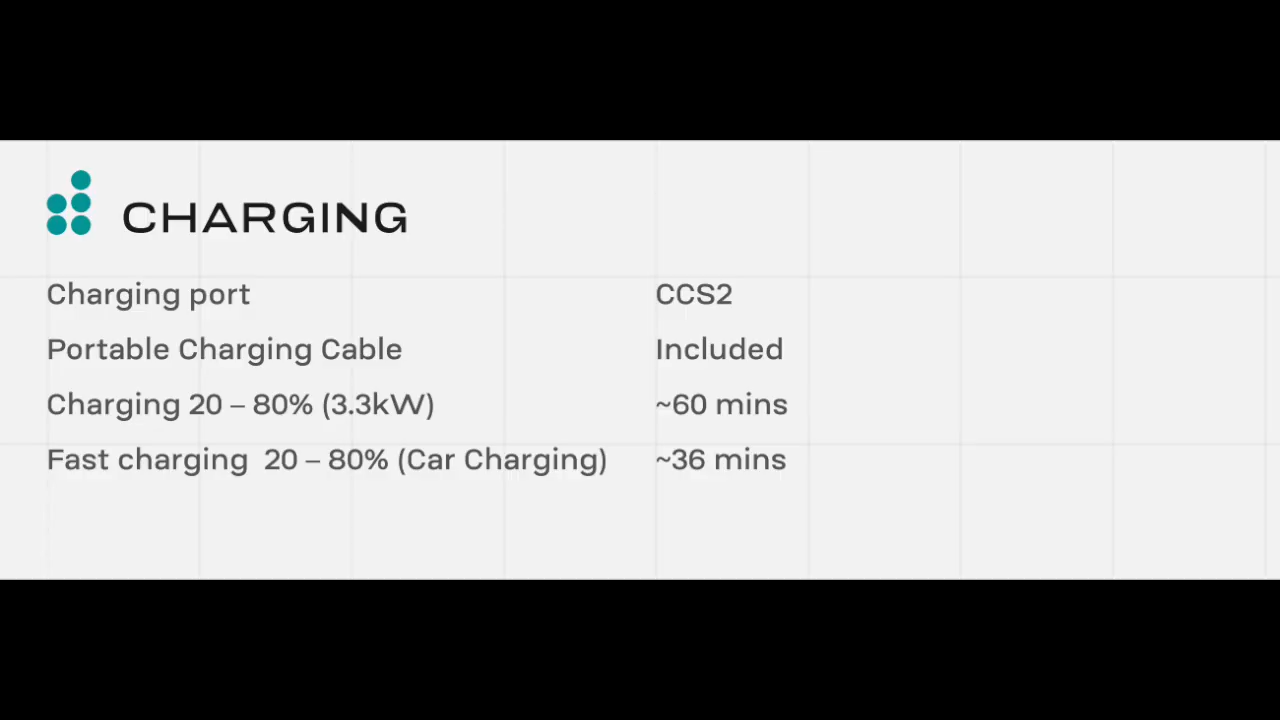 CHARGING
Charging port CCS2
Portable Charging Cable Included
Charging 20 – 80% (3.3kW) ~60 mins
Fast charging 20 – 80% (Car Charging) ~36 mins